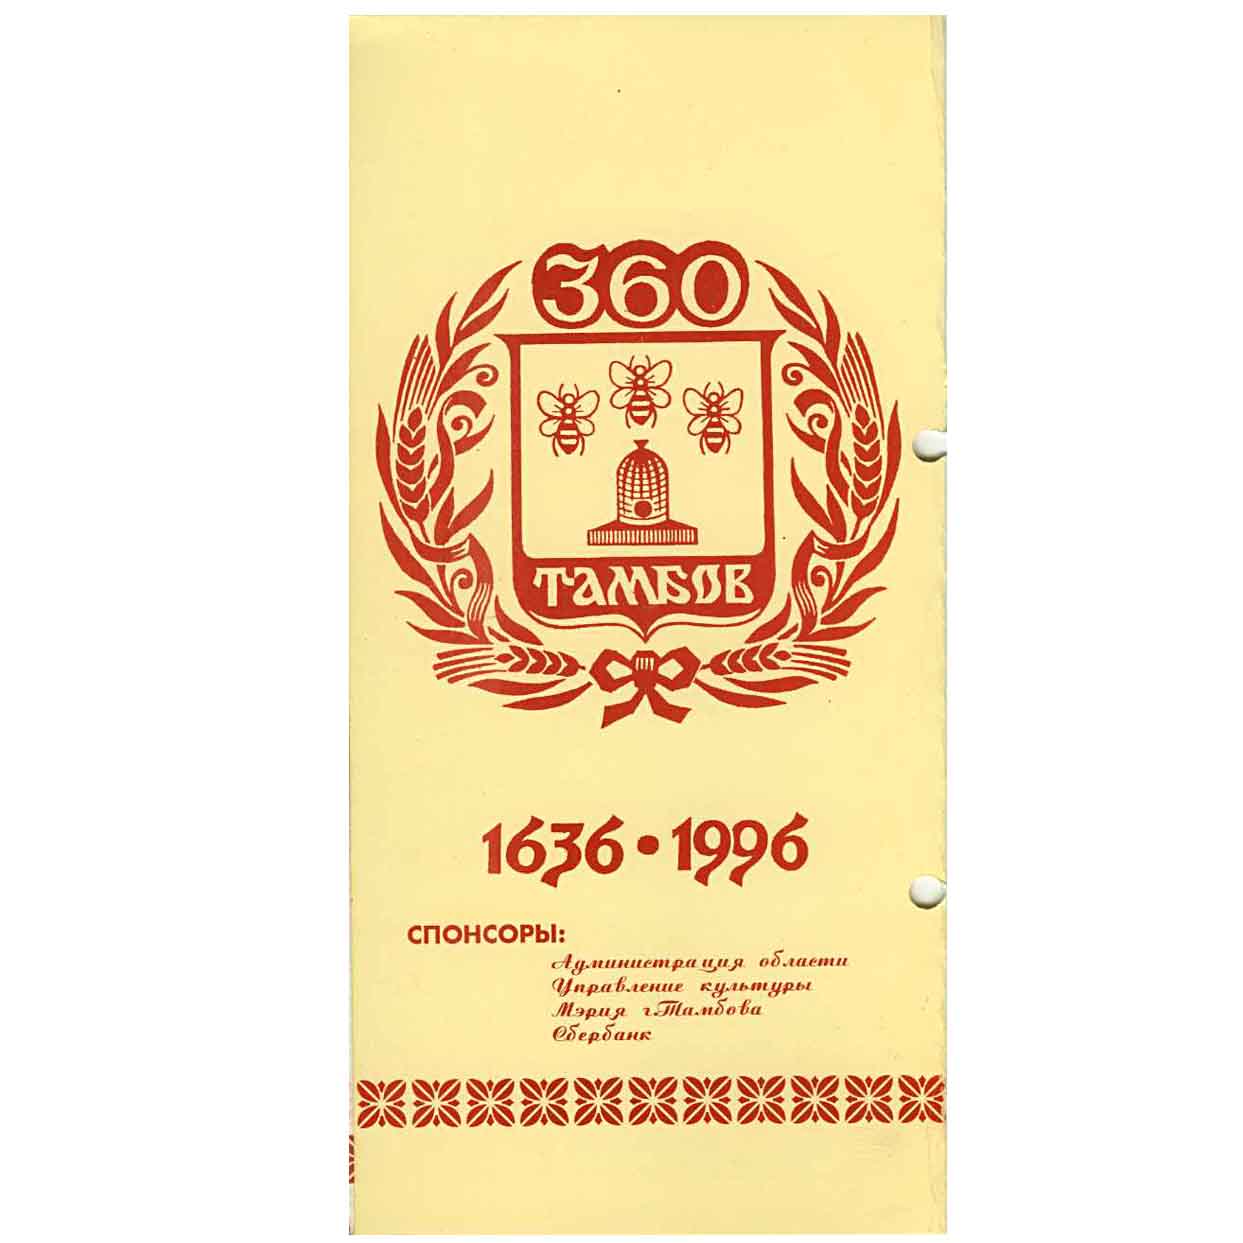 360
ТАМБОВ
1636•1996
СПОНСОРЫ:
Администрация области
Управление культуры
Мэрия г.Тамбова
Сбербанк